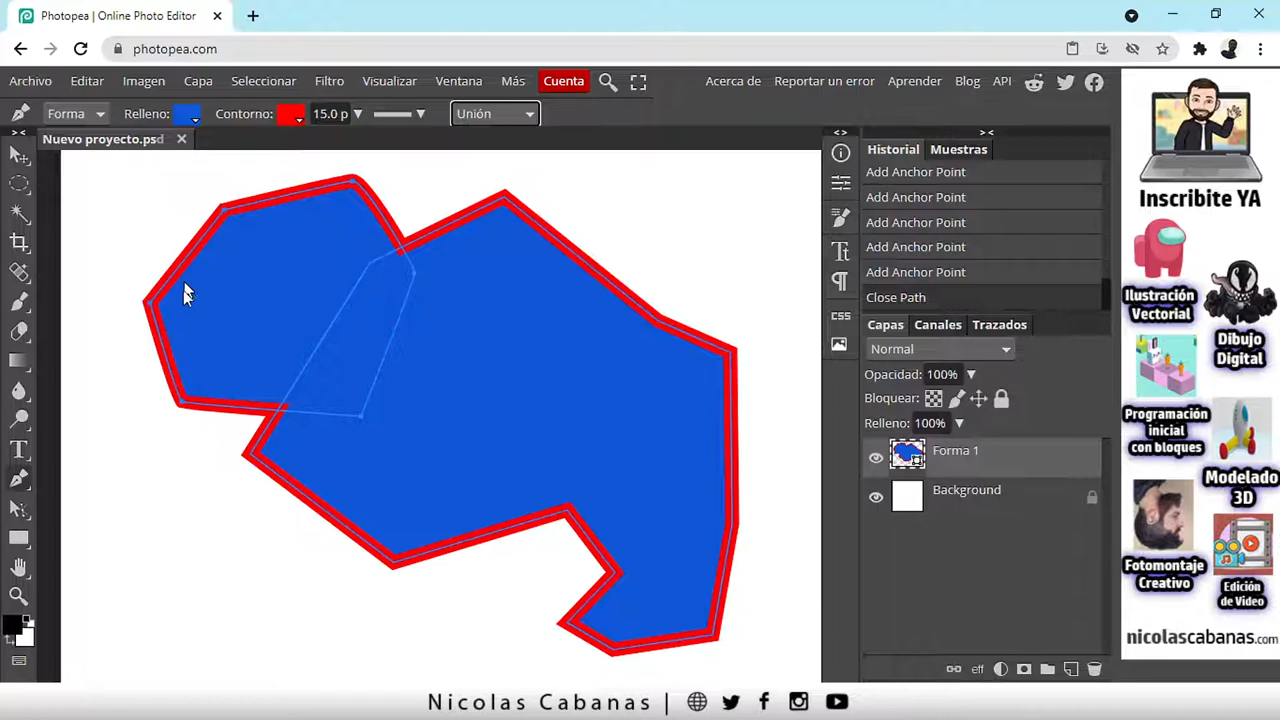 Photopea | Online Photo Editor
photopea.com
Archivo Editar Imagen Capa Seleccionar Filtro Visualizar Ventana Más Cuenta Acerca de Reportar un error Aprender Blog API
Forma Relleno: Contorno: 15.0 p Unión
Nuevo proyecto.psd
Historial Muestras
Add Anchor Point
Add Anchor Point
Add Anchor Point
Add Anchor Point
Add Anchor Point
Close Path
CSS
Capas Canales Trazados
Normal
Opacidad: 100%
Bloquear:
Relleno: 100%
Forma 1
Background
eff
Inscribite YA
Ilustración
Vectorial
Dibujo
Digital
Programación
inicial
con bloques
Modelado
3D
Fotomontaje
Creativo
Edición
de Video
nicolascabanas.com
Nicolas Cabanas |